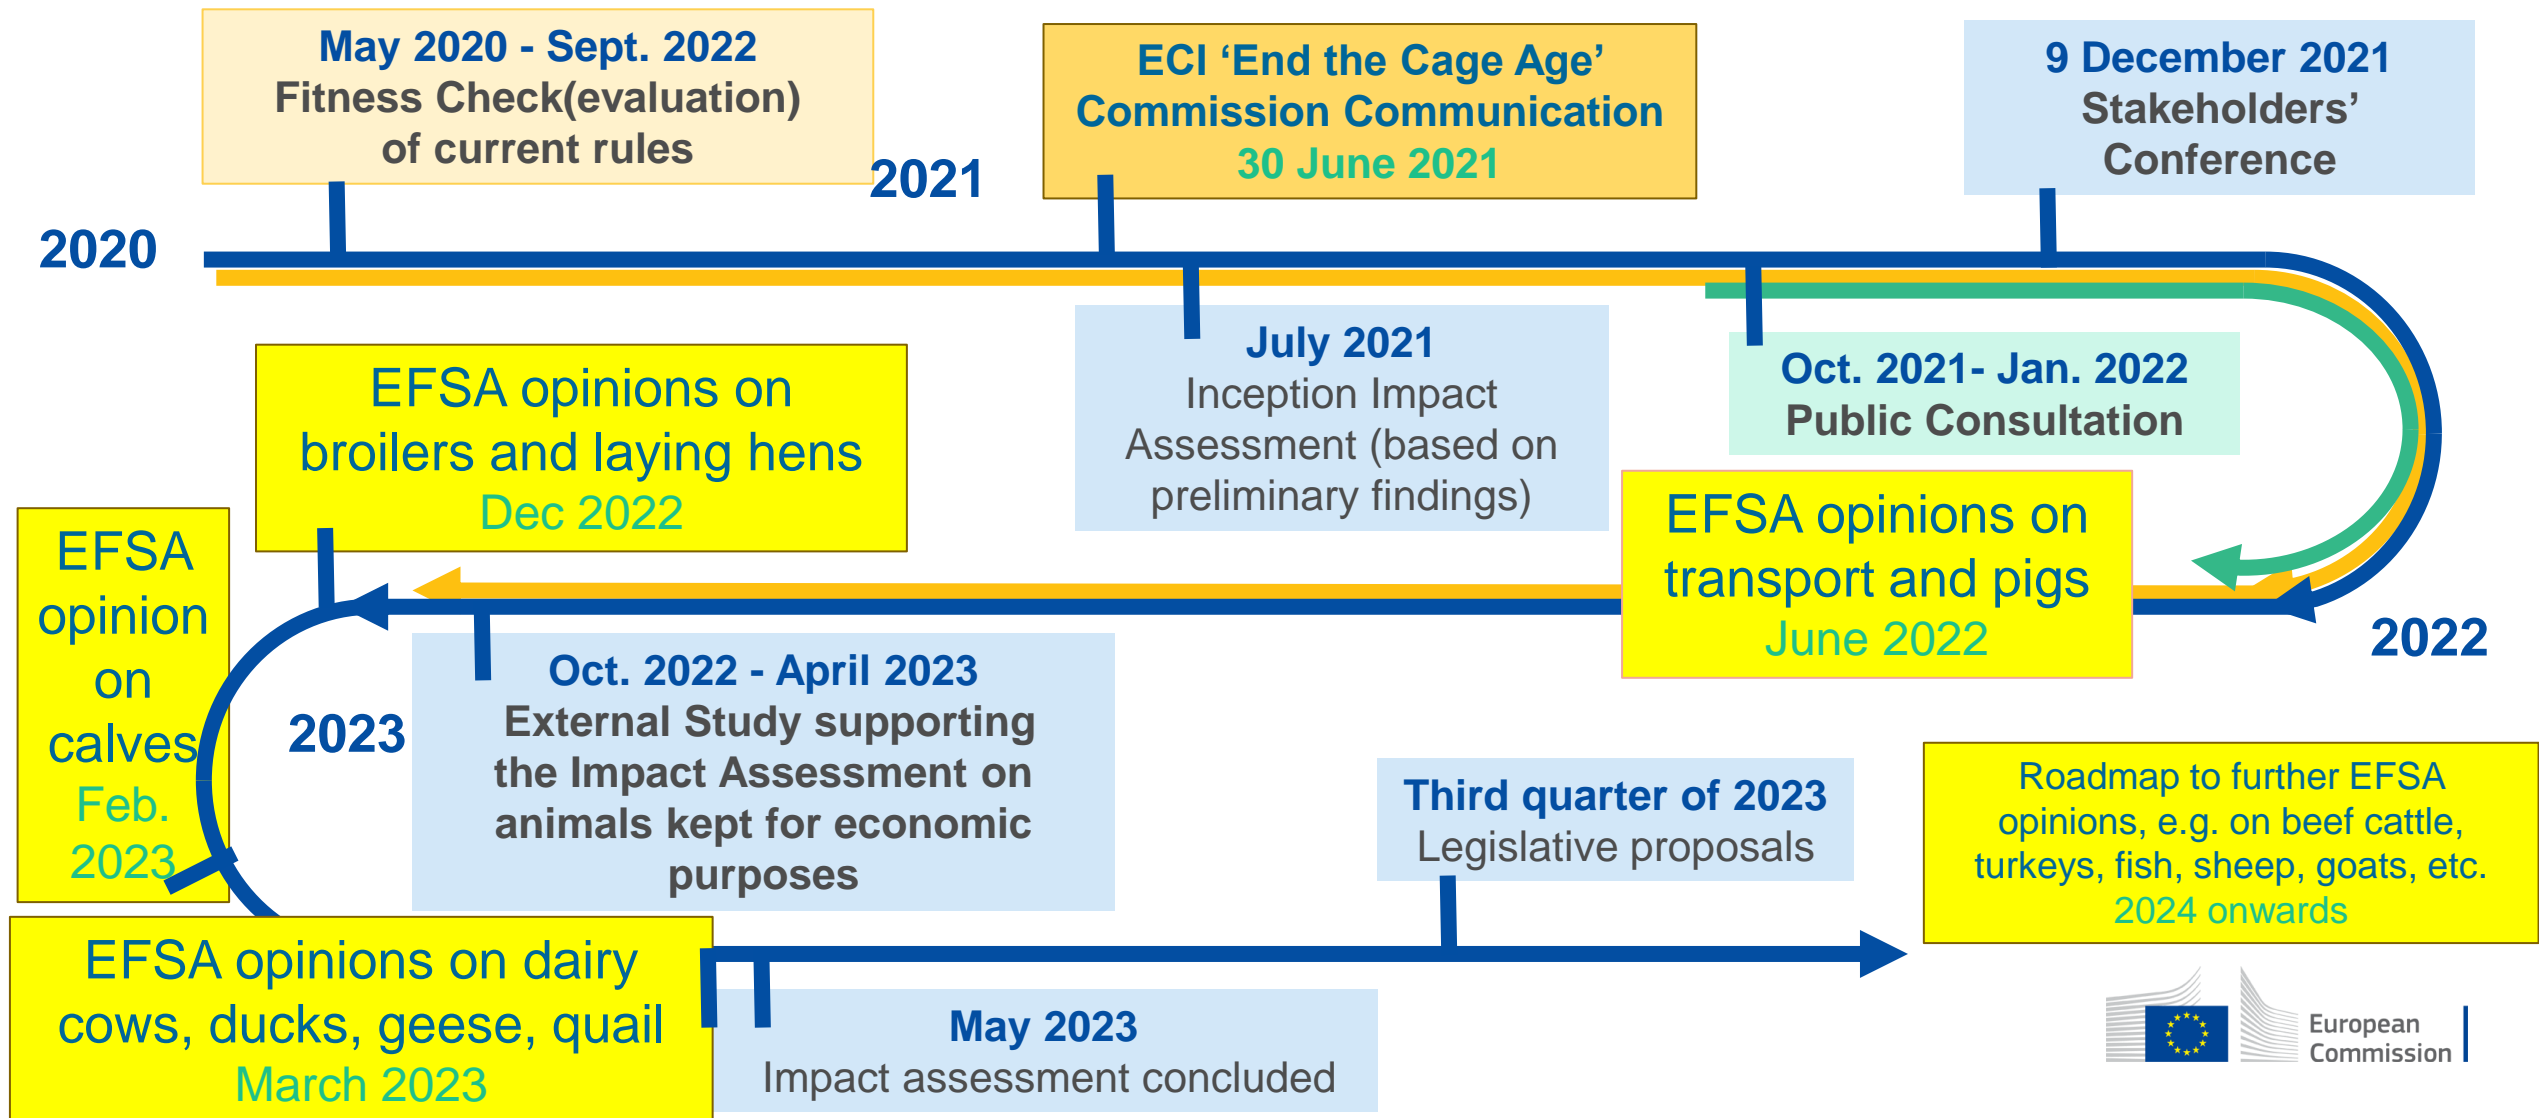 May 2020 - Sept. 2022
Fitness Check(evaluation)
of current rules
2021
ECI ‘End the Cage Age’
Commission Communication
30 June 2021
9 December 2021
Stakeholders’
Conference
2020
July 2021
Inception Impact
Assessment (based on
preliminary findings)
Oct. 2021- Jan. 2022
Public Consultation
EFSA opinions on
broilers and laying hens
Dec 2022
EFSA opinions on
transport and pigs
June 2022
2022
EFSA
opinion
on
calves
Feb.
2023
2023
Oct. 2022 - April 2023
External Study supporting
the Impact Assessment on
animals kept for economic
purposes
Third quarter of 2023
Legislative proposals
Roadmap to further EFSA
opinions, e.g. on beef cattle,
turkeys, fish, sheep, goats, etc.
2024 onwards
EFSA opinions on dairy
cows, ducks, geese, quail
March 2023
May 2023
Impact assessment concluded
European
Commission